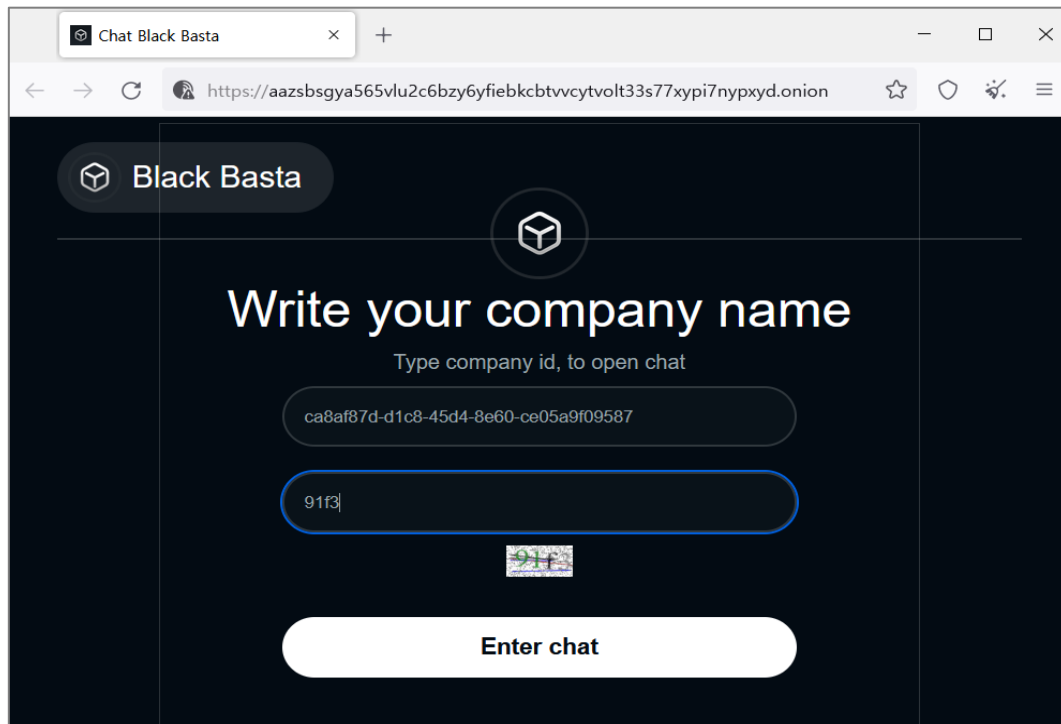 Chat Black Basta
https://aazsbsgya565vlu2c6bzy6yfiebkcbtvvcytvolt33s77xypi7nypxyd.onion
Black Basta
Write your company name
Type company id, to open chat
ca8af87d-d1c8-45d4-8e60-ce05a9f09587
91f3
91f3
Enter chat